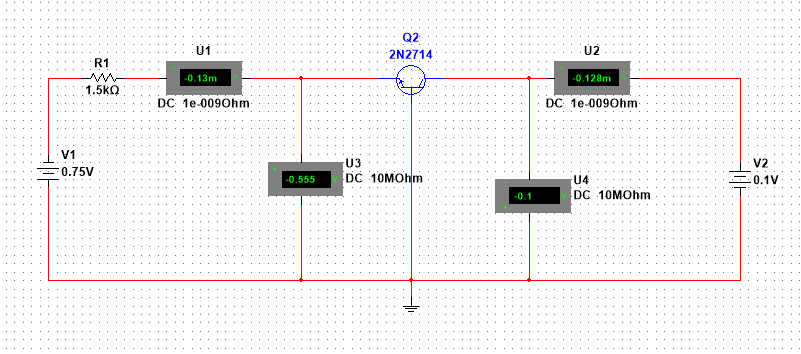 Q2
2N2714
R1
1.5kΩ
U1
-0.13m
DC 1e-009Ohm
U2
-0.128m
DC 1e-009Ohm
V1
0.75V
U3
-0.555
DC 10MOhm
U4
-0.1
DC 10MOhm
V2
0.1V